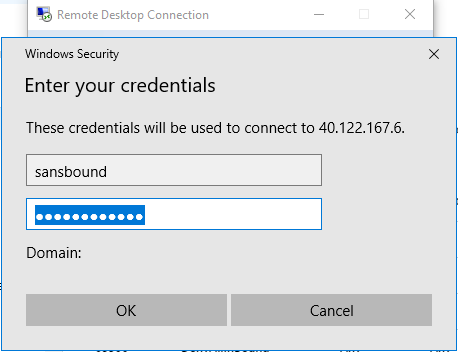 Remote Desktop Connection
Windows Security
Enter your credentials
These credentials will be used to connect to 40.122.167.6.
sansbound
●●●●●●●●●●●●
Domain:
OK Cancel